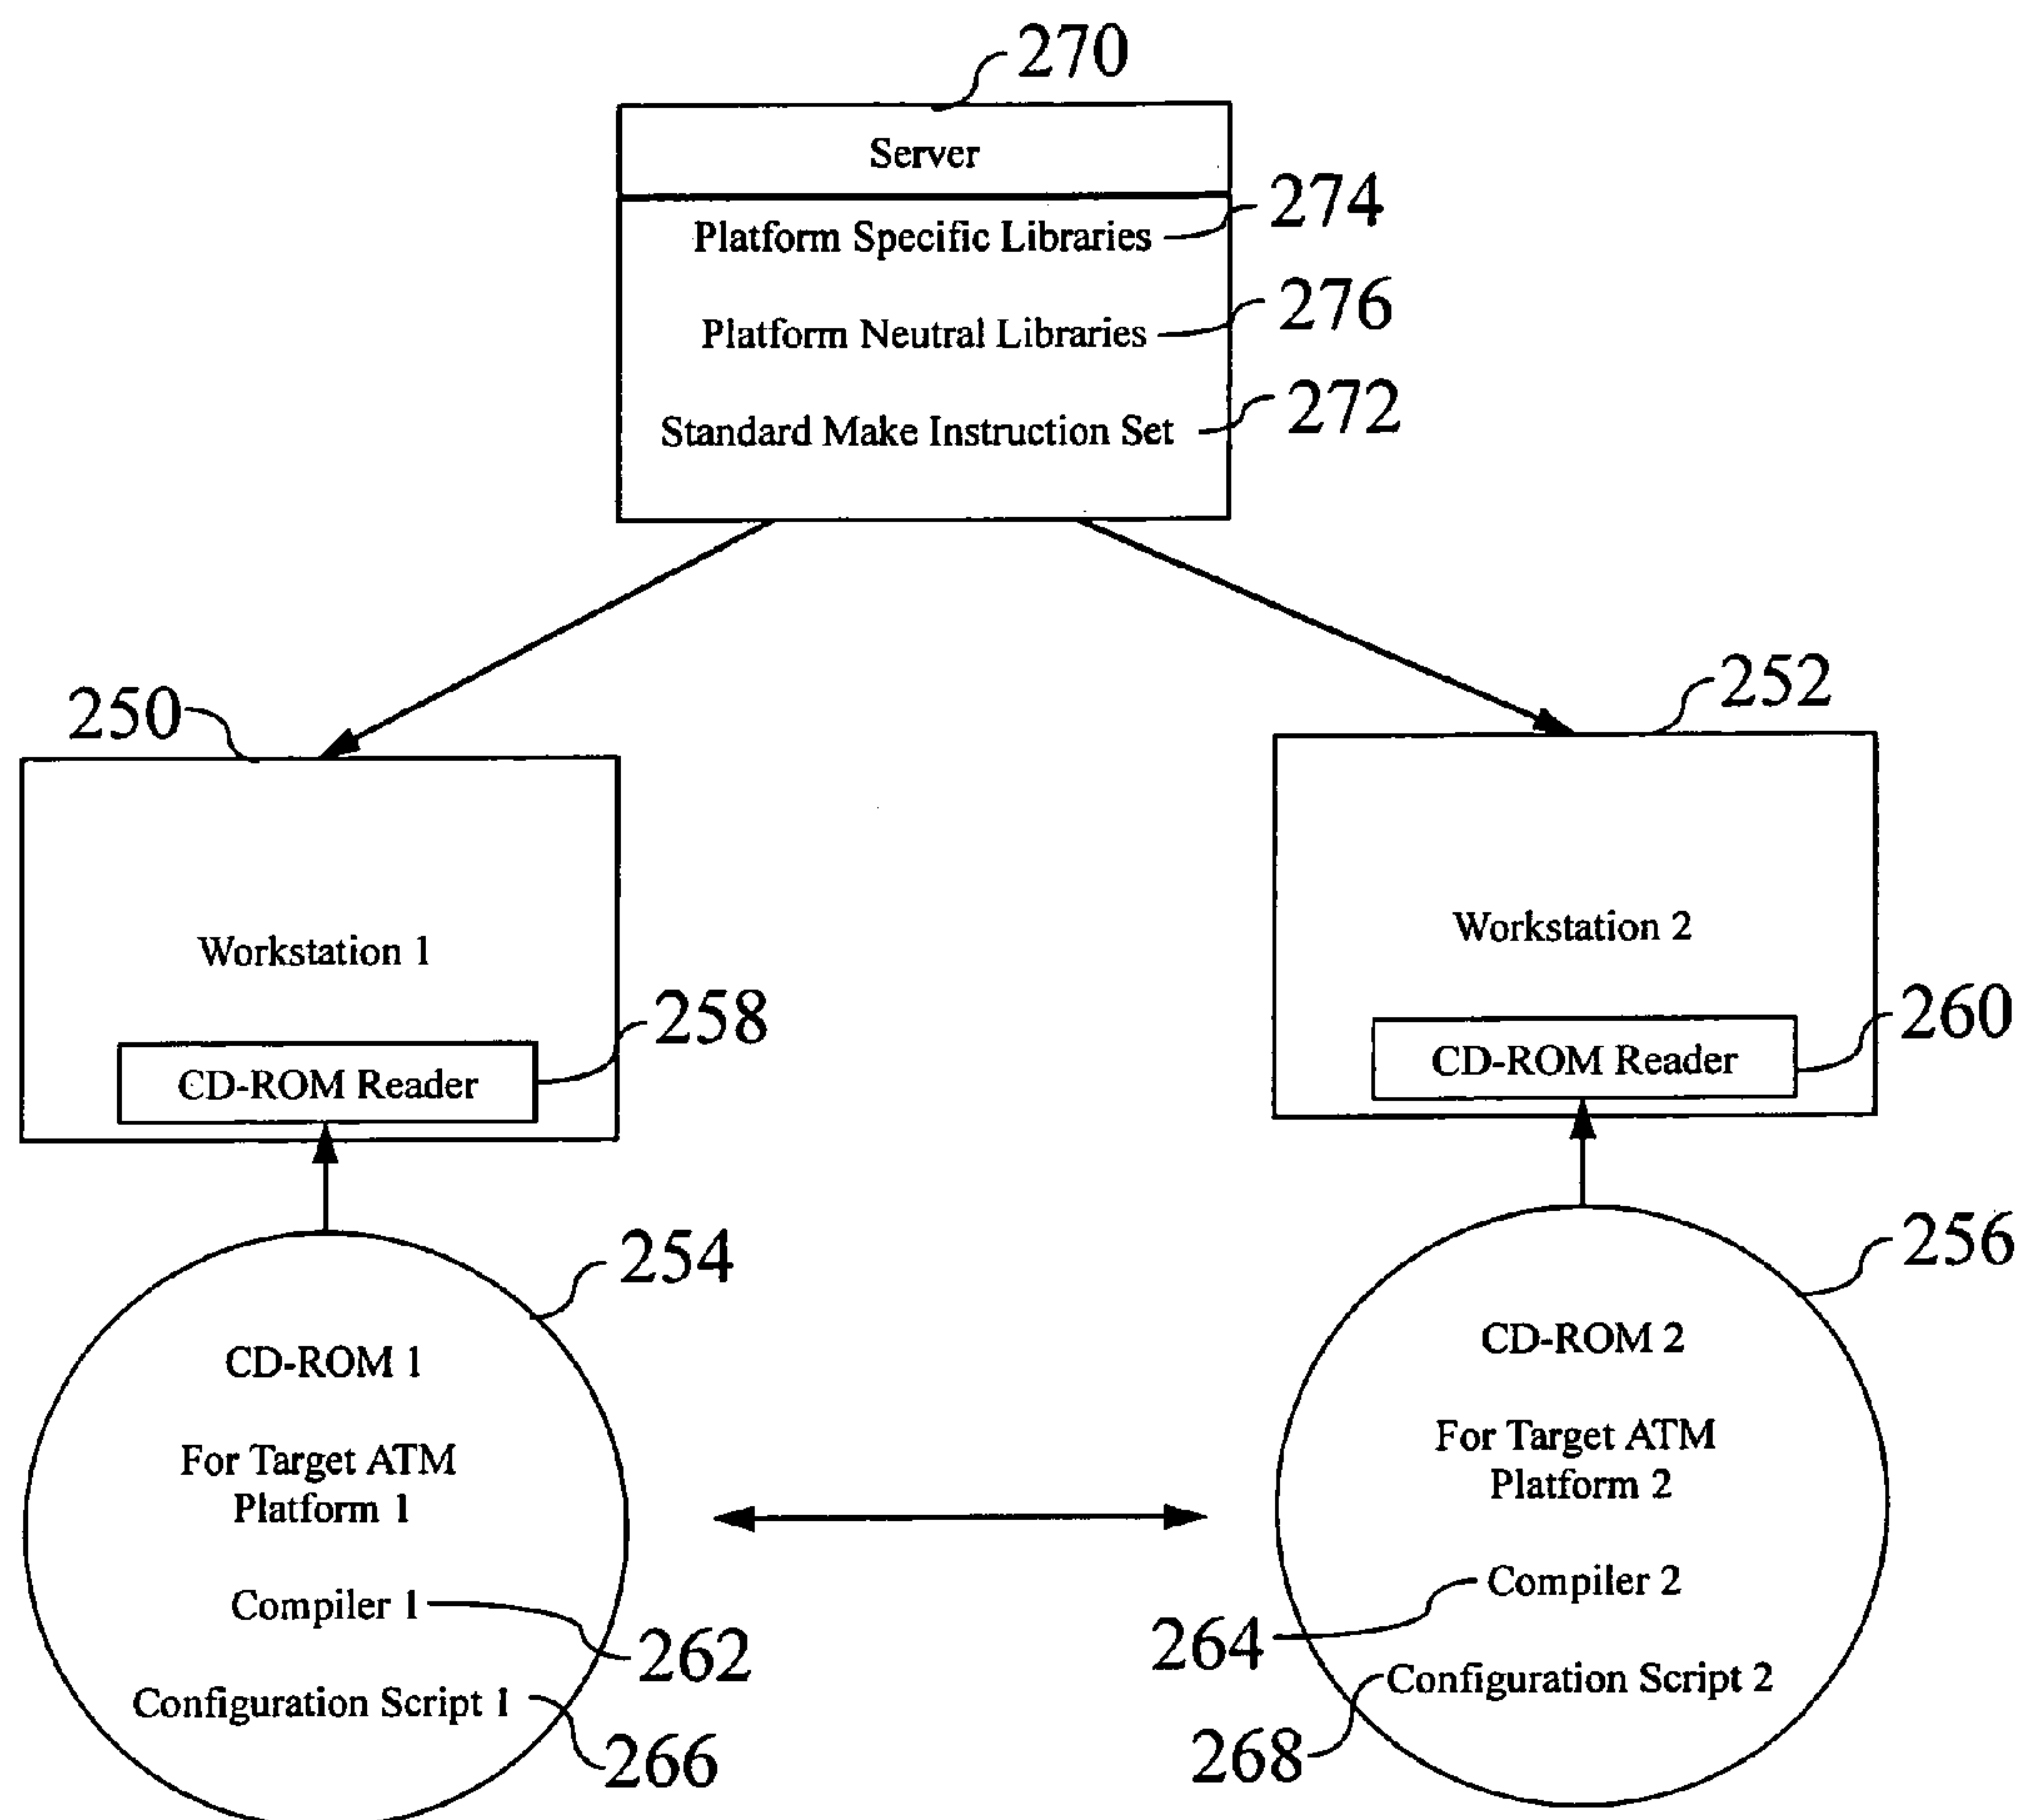 270
Server
274
Platform Specific Libraries
276
Platform Neutral Libraries
272
Standard Make Instruction Set
250
252
Workstation 1
Workstation 2
258
260
CD-ROM Reader
CD-ROM Reader
254
256
CD-ROM 1
For Target ATM
Platform 1
Compiler 1
262
Configuration Script 1
266
CD-ROM 2
For Target ATM
Platform 2
Compiler 2
264
Configuration Script 2
268